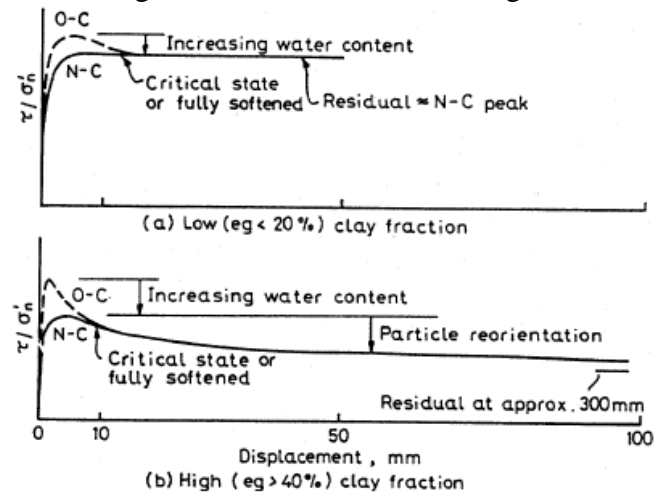 O-C
Increasing water content
N-C
Critical state
or fully softened
Residual ≈ N-C peak
τ/σ'n
(a) Low (eg < 20%) clay fraction
O-C.
Increasing water content
N-C
Particle reorientation
Critical state or
fully softened
τ/σ'n
Residual at approx. 300mm
0 10 50 100
Displacement, mm
(b) High (eg > 40%) clay fraction